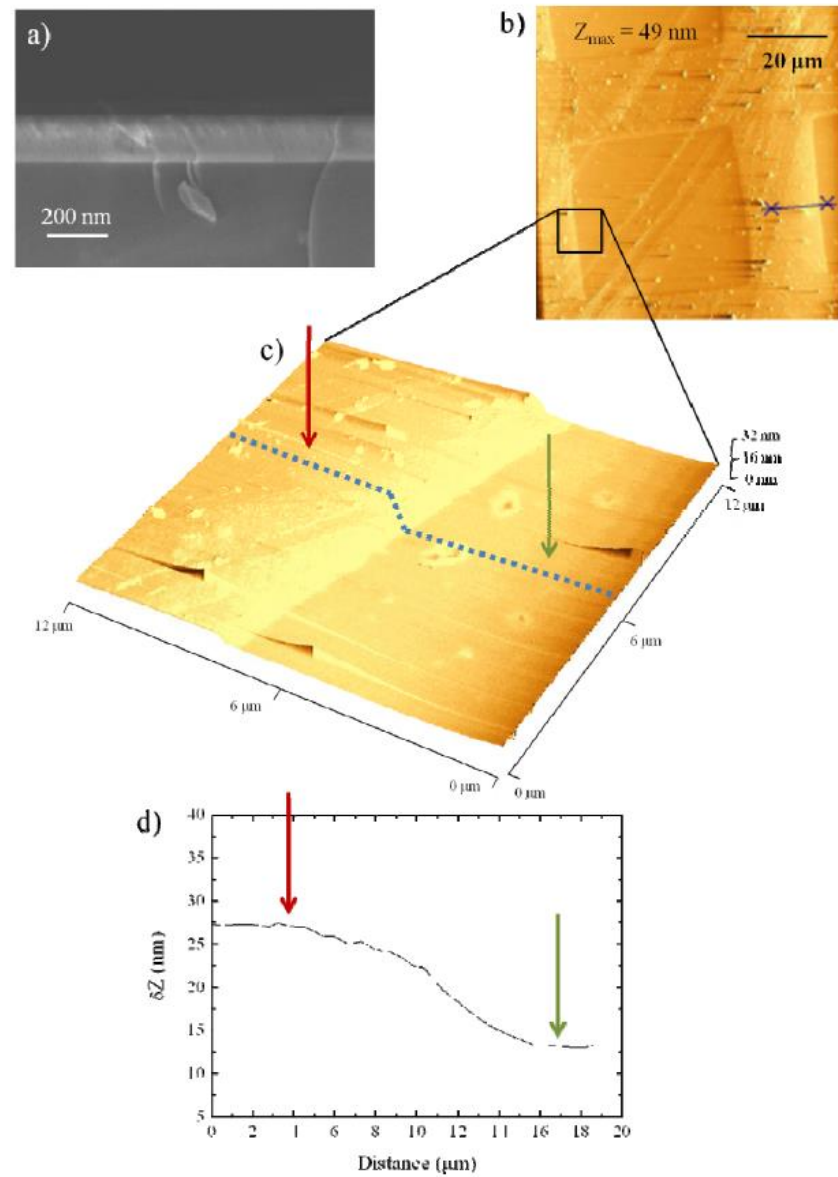 a)
200 nm
b)
Zmax = 49 nm
20 μm
c)
32 nm
16 nm
0 nm
12 μm
6 μm
0 μm
12 μm
6 μm
0 μm
d)
40
35
30
25
20
15
10
5
δZ (nm)
0 2 4 6 8 10 12 14 16 18 20
Distance (μm)